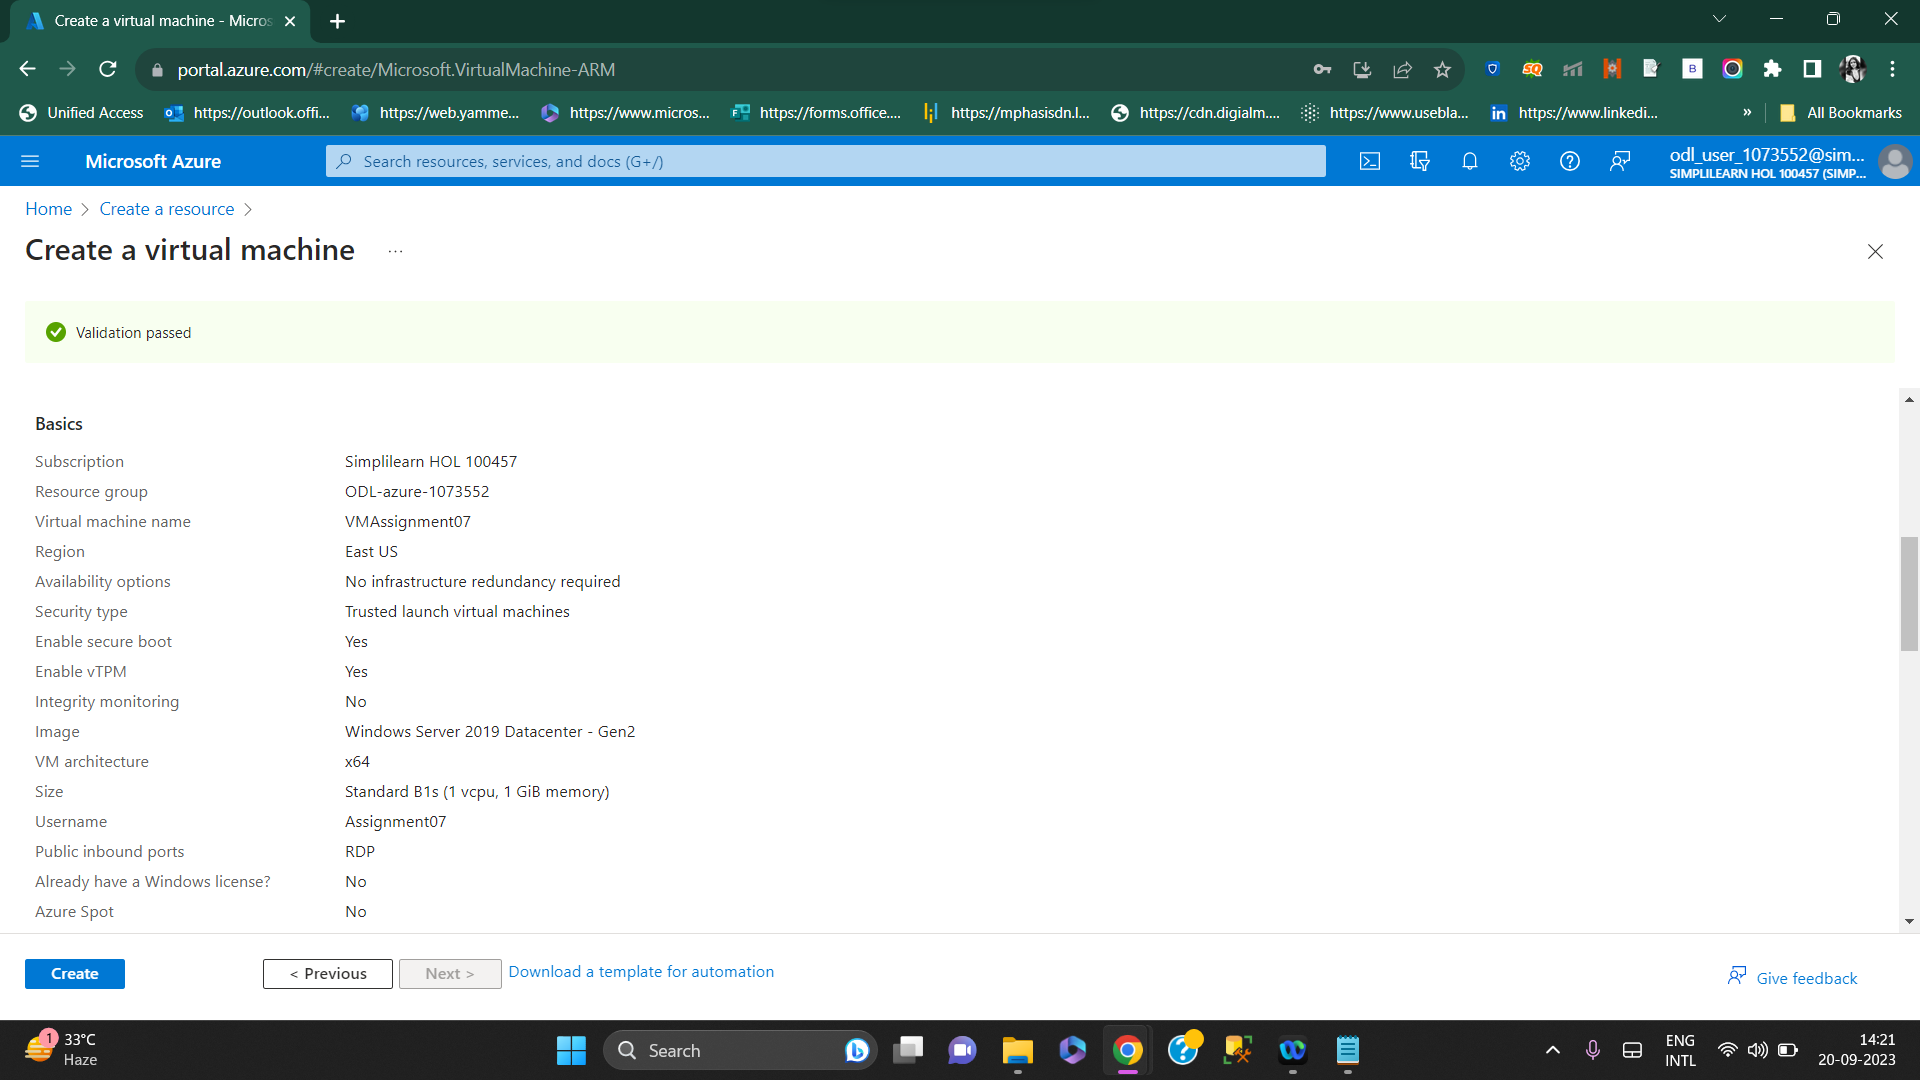 Create a virtual machine - Micros
portal.azure.com/#create/Microsoft.VirtualMachine-ARM
Unified Access
https://outlook.offi...
https://web.yamme...
https://www.micros...
https://forms.office....
https://mphasisdn.l...
https://cdn.digialm....
https://www.usebla...
https://www.linkedi...
»
All Bookmarks
Microsoft Azure
Search resources, services, and docs (G+/)
odl_user_1073552@sim...
SIMPLILEARN HOL 100457 (SIMP...
Home > Create a resource >
Create a virtual machine ...
Validation passed
Basics
Subscription Simplilearn HOL 100457
Resource group ODL-azure-1073552
Virtual machine name VMAssignment07
Region East US
Availability options No infrastructure redundancy required
Security type Trusted launch virtual machines
Enable secure boot Yes
Enable vTPM Yes
Integrity monitoring No
Image Windows Server 2019 Datacenter - Gen2
VM architecture x64
Size Standard B1s (1 vcpu, 1 GiB memory)
Username Assignment07
Public inbound ports RDP
Already have a Windows license? No
Azure Spot No
Create
< Previous
Next >
Download a template for automation
Give feedback
1
33°C
Haze
Search
ENG
INTL
14:21
20-09-2023